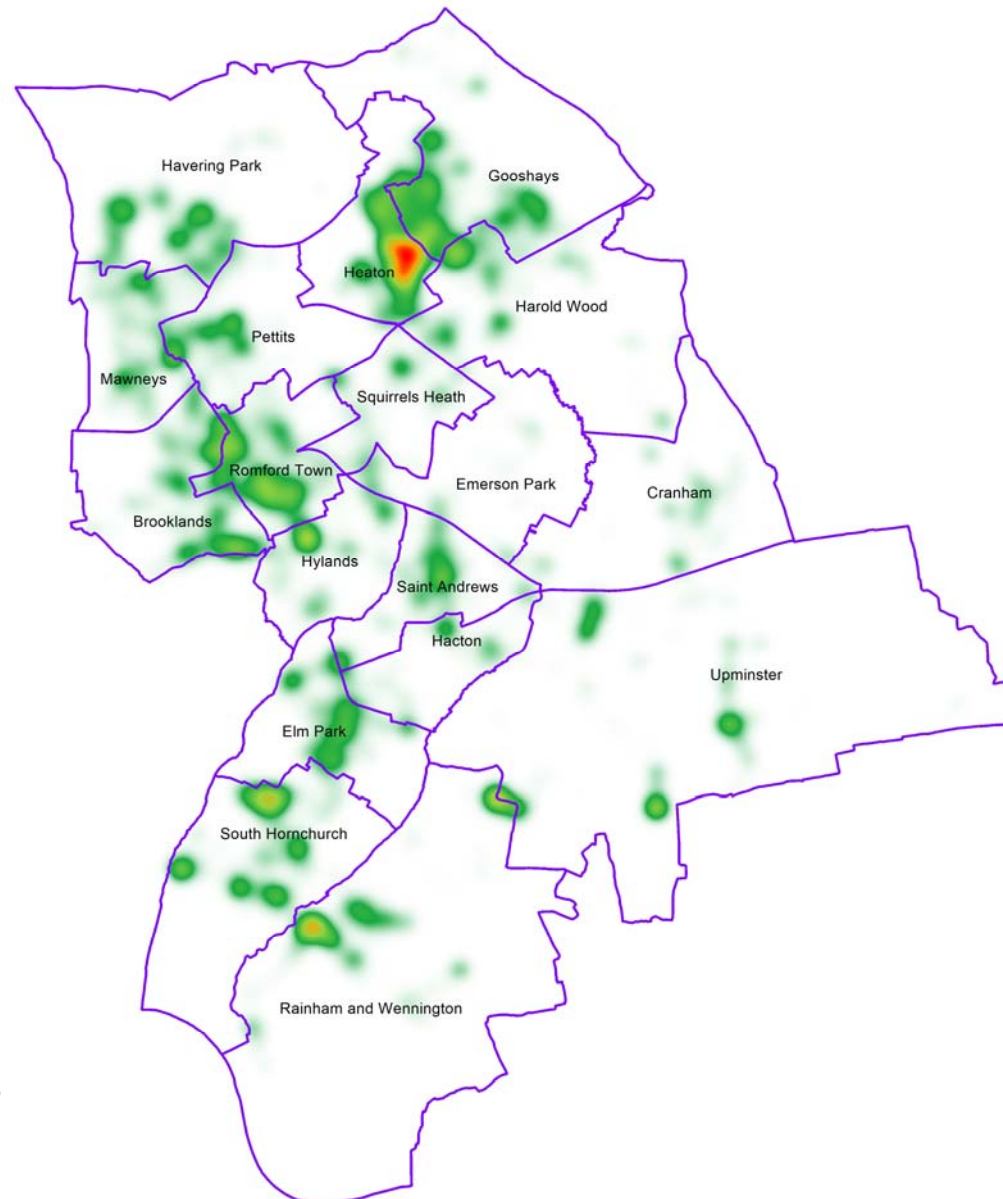 Havering Park
Gooshays
Heaton
Harold Wood
Pettits
Mawneys
Squirrels Heath
Romford Town
Emerson Park
Cranham
Brooklands
Hylands
Saint Andrews
Hacton
Upminster
Elm Park
South Hornchurch
Rainham and Wennington